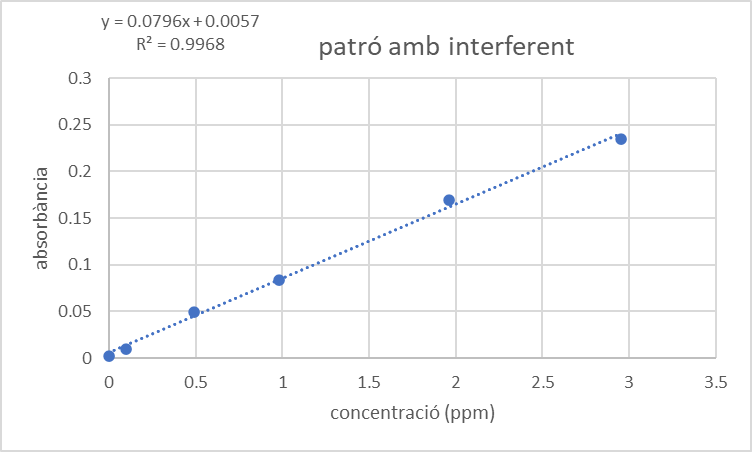 y = 0.0796x + 0.0057
R² = 0.9968
patró amb interferent
0.3
0.25
0.2
0.15
0.1
0.05
0
absorbància
0 0.5 1 1.5 2 2.5 3 3.5
concentració (ppm)